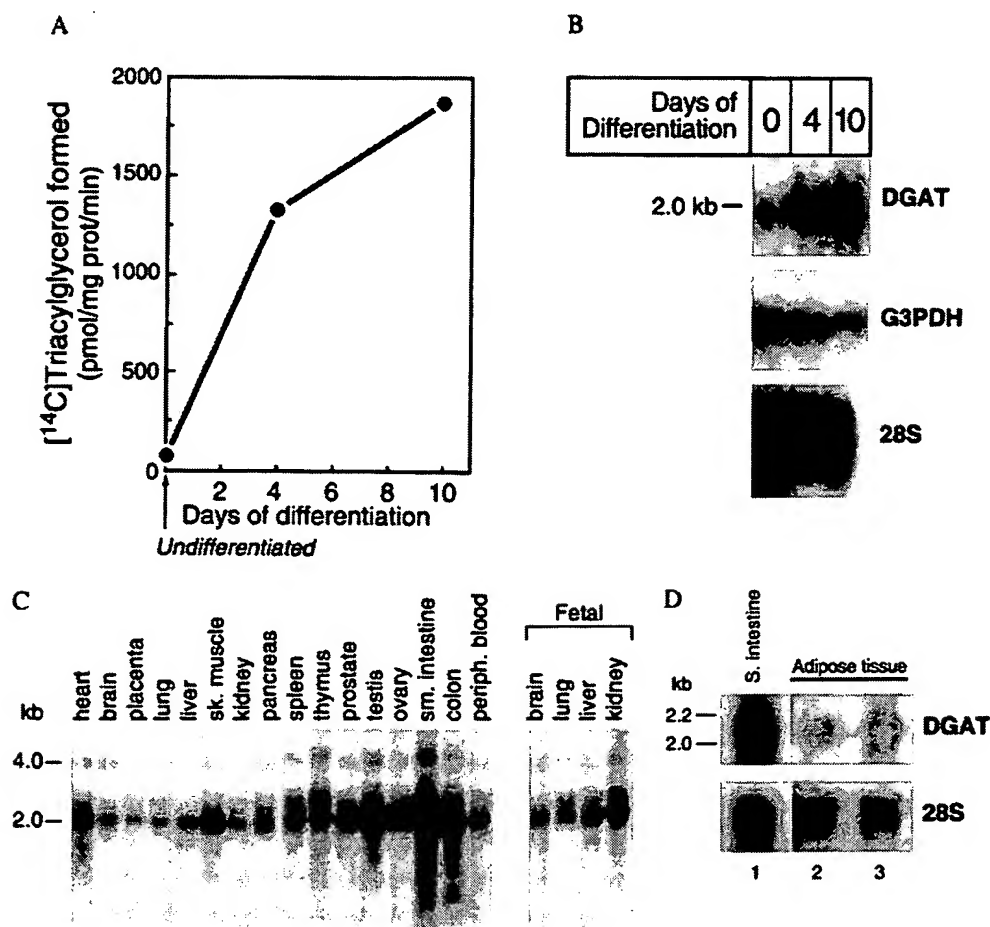 A
2000
1500
1000
500
0
[14C]Triacylglycerol formed
(pmol/mg prot/min)
2 4 6 8 10
Days of differentiation
Undifferentiated
B
Days of
Differentiation
0 4 10
2.0 kb
DGAT
G3PDH
28S
C
kb
heart
brain
placenta
lung
liver
sk. muscle
kidney
pancreas
spleen
thymus
prostate
testis
ovary
sm. intestine
colon
periph. blood
4.0
2.0
Fetal
brain
lung
liver
kidney
D
S. intestine
Adipose tissue
kb
2.2
2.0
DGAT
28S
1 2 3